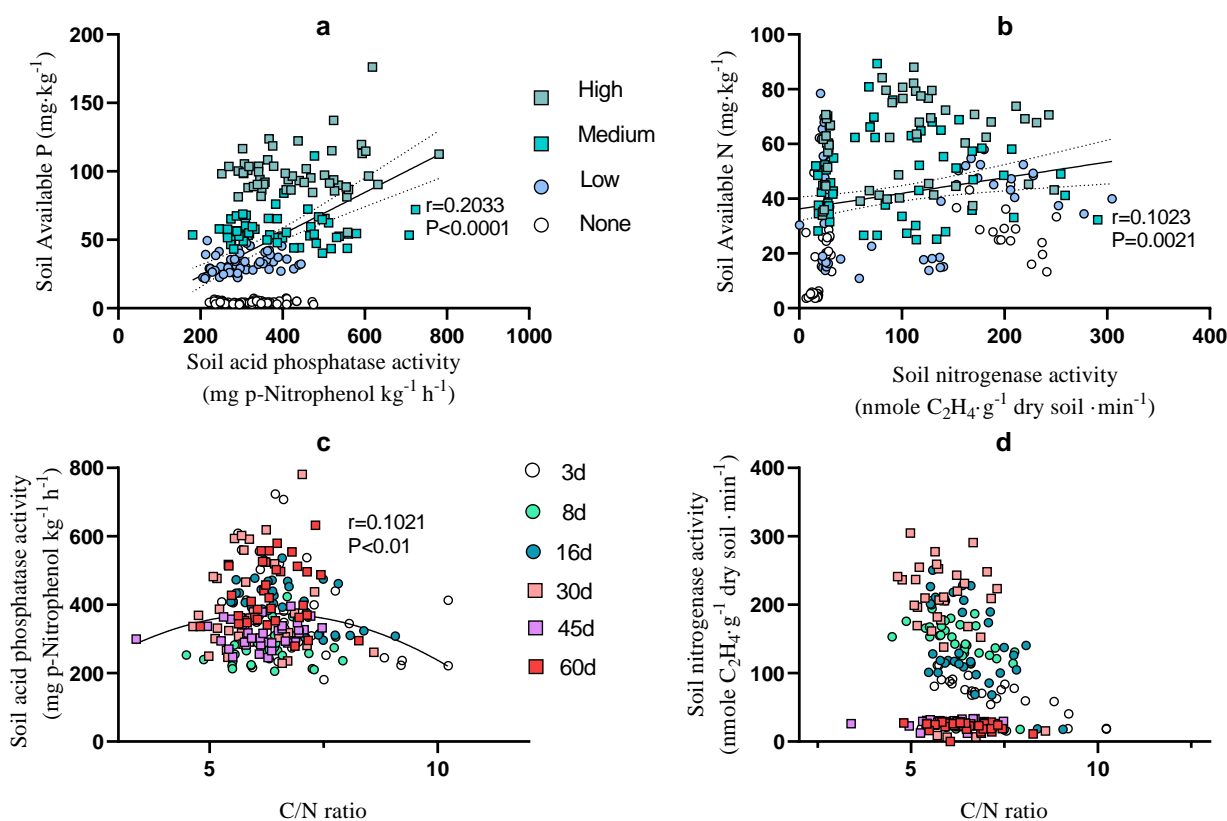 a
Soil Available P (mg·kg⁻¹)
200
150
100
50
0
0
200
400
600
800
1000
r=0.2033
P<0.0001
Soil acid phosphatase activity
(mg p-Nitrophenol kg⁻¹ h⁻¹)
High
Medium
Low
None
b
Soil Available N (mg·kg⁻¹)
100
80
60
40
20
0
0
100
200
300
400
r=0.1023
P=0.0021
Soil nitrogenase activity
(nmole C₂H₄·g⁻¹ dry soil ·min⁻¹)
c
Soil acid phosphatase activity
(mg p-Nitrophenol kg⁻¹ h⁻¹)
800
600
400
200
0
5
10
r=0.1021
P<0.01
C/N ratio
3d
8d
16d
30d
45d
60d
d
Soil nitrogenase activity
(nmole C₂H₄·g⁻¹ dry soil ·min⁻¹)
400
300
200
100
0
5
10
C/N ratio